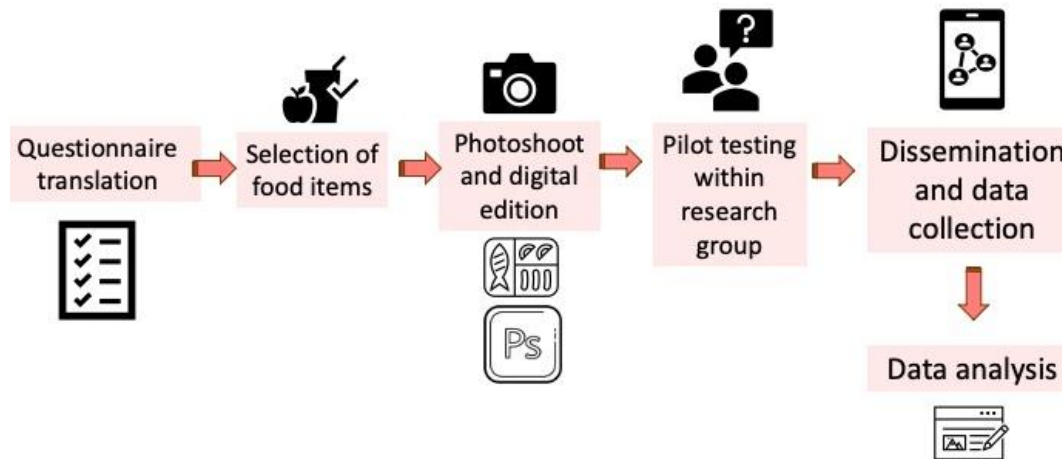 Questionnaire
translation
Selection of
food items
Photoshoot
and digital
edition
Ps
Pilot testing
within
research
group
?
Dissemination
and data
collection
Data analysis